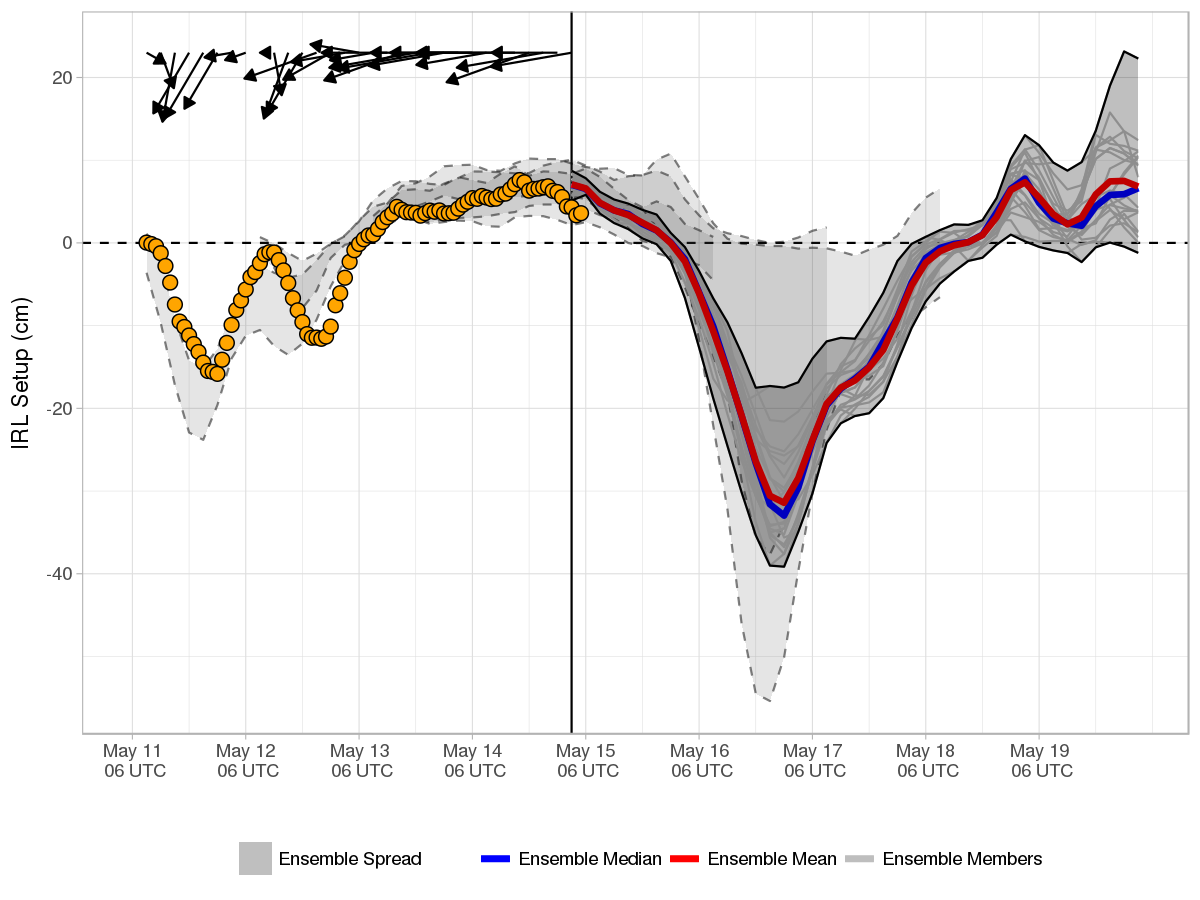 IRL Setup (cm)
20
0
-20
-40
May 11 May 12 May 13 May 14 May 15 May 16 May 17 May 18 May 19
06 UTC 06 UTC 06 UTC 06 UTC 06 UTC 06 UTC 06 UTC 06 UTC 06 UTC
Ensemble Spread Ensemble Median Ensemble Mean Ensemble Members